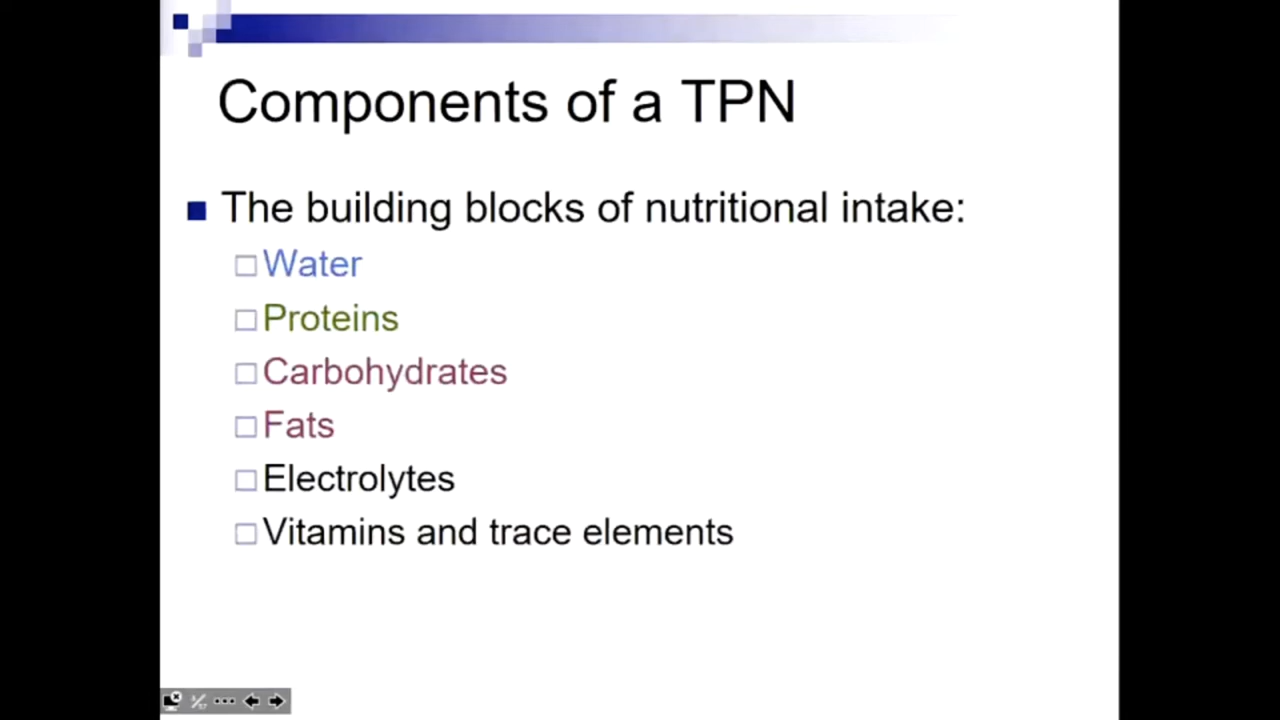 Components of a TPN
The building blocks of nutritional intake:
Water
Proteins
Carbohydrates
Fats
Electrolytes
Vitamins and trace elements